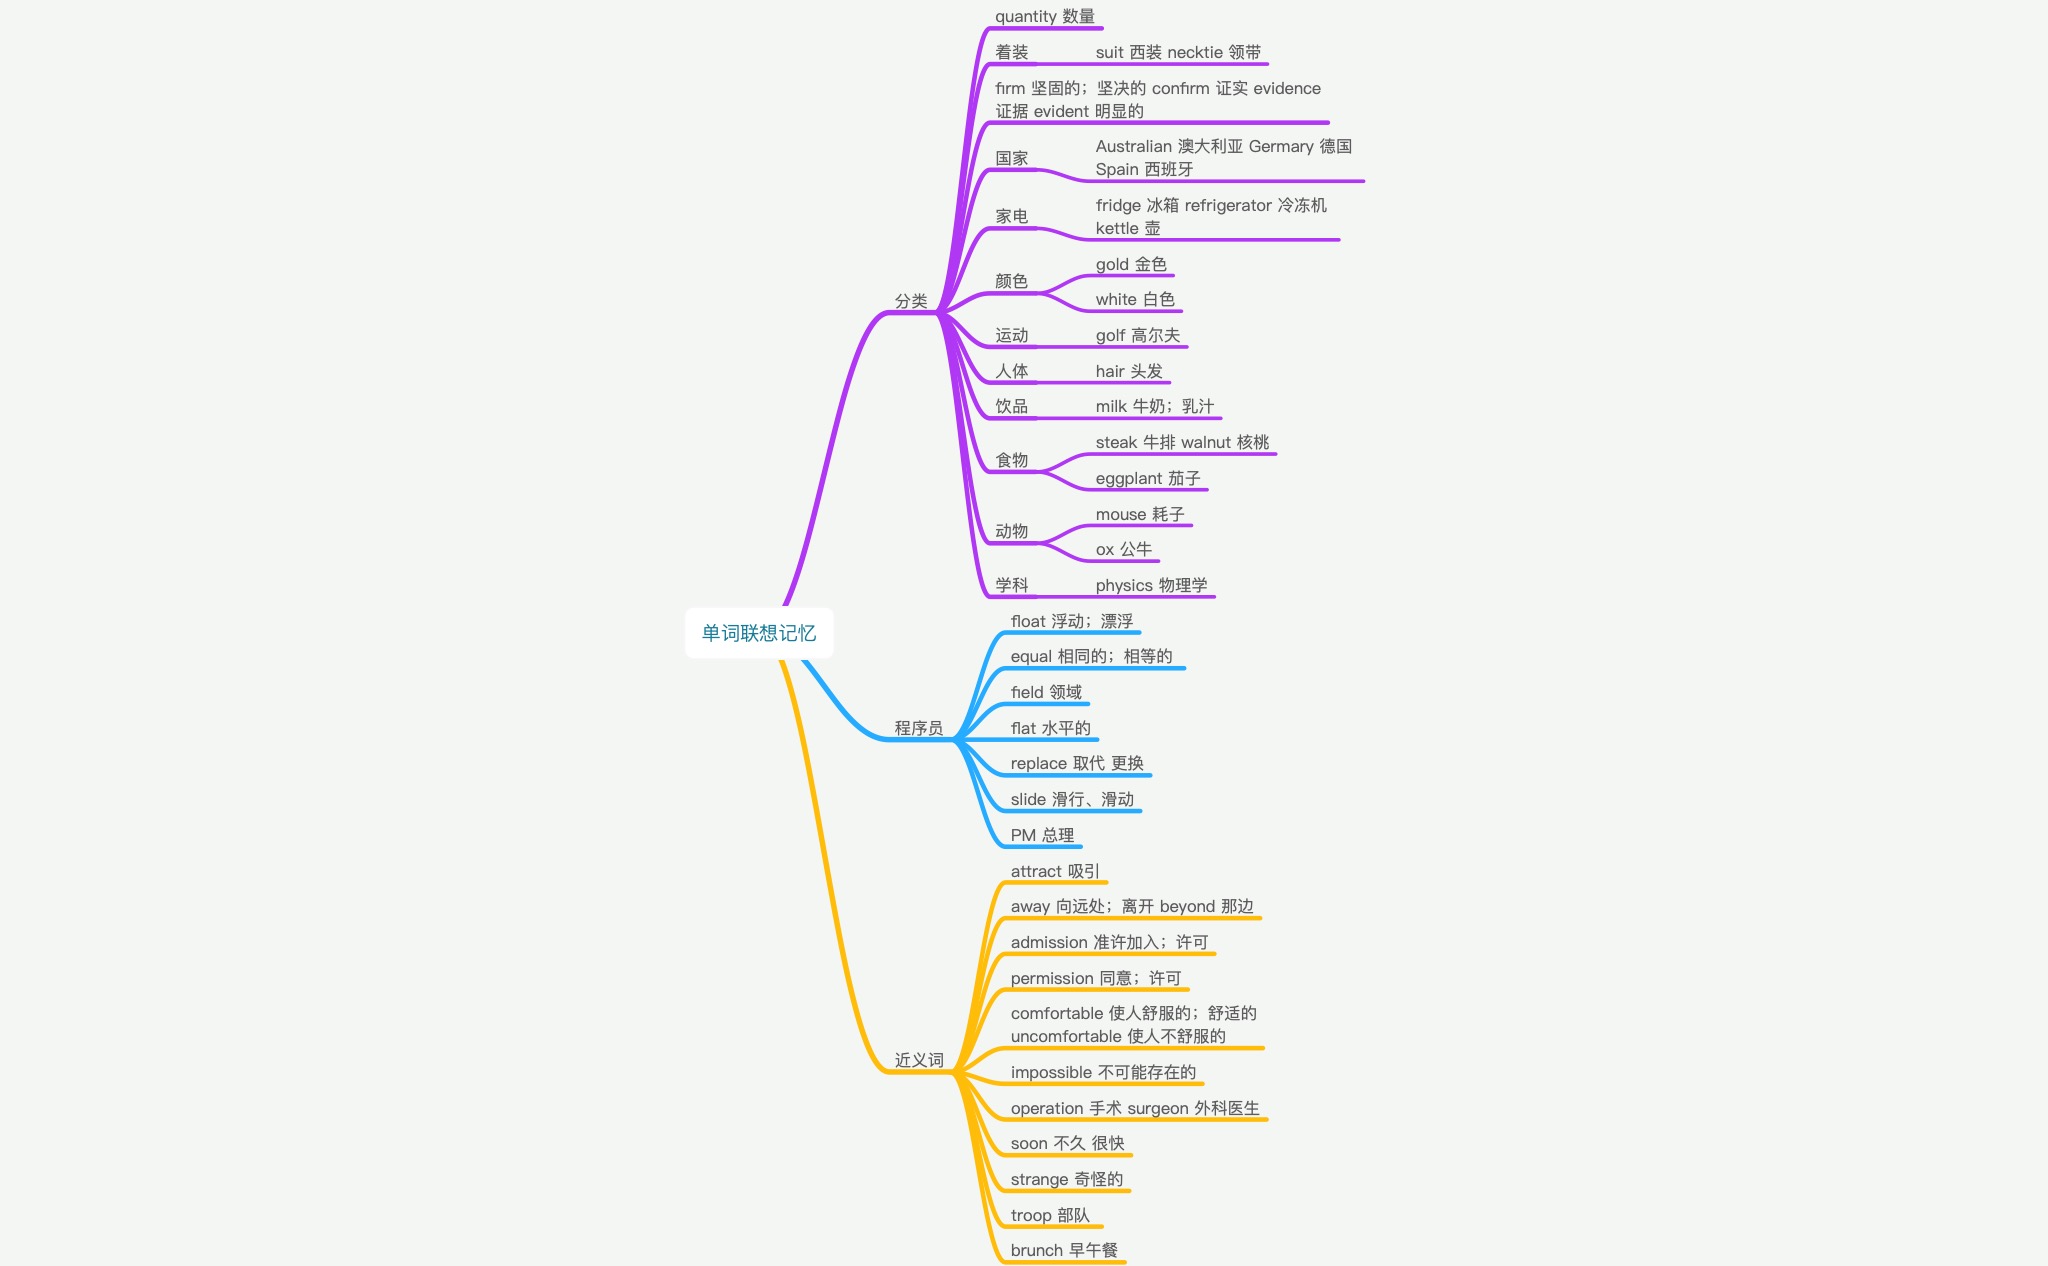 quantity 数量
着装
suit 西装 necktie 领带
firm 坚固的；坚决的 confirm 证实 evidence
证据 evident 明显的
国家
Australian 澳大利亚 Germary 德国
Spain 西班牙
家电
fridge 冰箱 refrigerator 冷冻机
kettle 壶
颜色
gold 金色
white 白色
分类
运动
golf 高尔夫
人体
hair 头发
饮品
milk 牛奶；乳汁
食物
steak 牛排 walnut 核桃
eggplant 茄子
动物
mouse 耗子
ox 公牛
学科
physics 物理学
单词联想记忆
float 浮动；漂浮
equal 相同的；相等的
field 领域
程序员
flat 水平的
replace 取代 更换
slide 滑行、滑动
PM 总理
attract 吸引
away 向远处；离开 beyond 那边
admission 准许加入；许可
permission 同意；许可
comfortable 使人舒服的；舒适的
uncomfortable 使人不舒服的
近义词
impossible 不可能存在的
operation 手术 surgeon 外科医生
soon 不久 很快
strange 奇怪的
troop 部队
brunch 早午餐